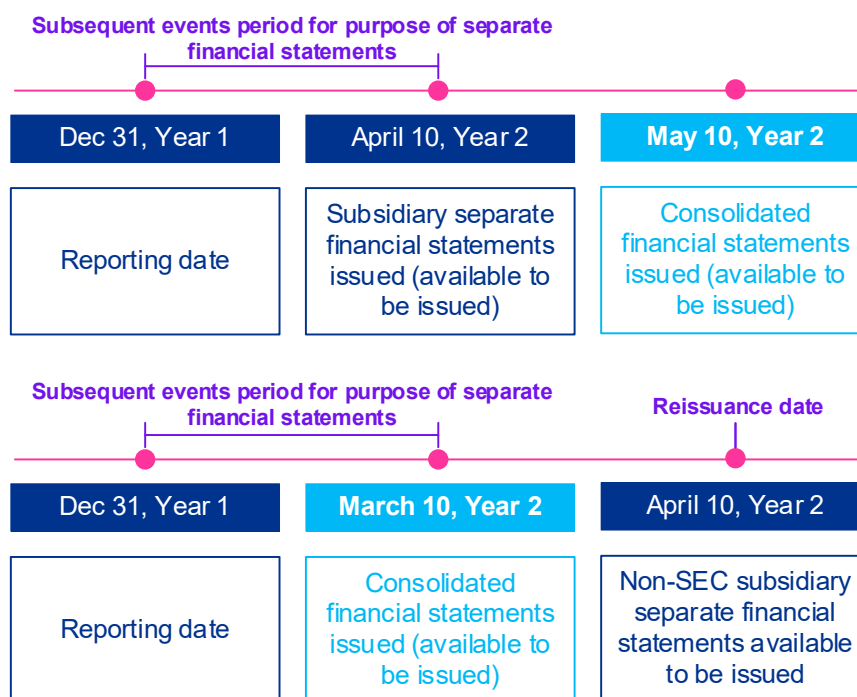 Subsequent events period for purpose of separate
financial statements
Dec 31, Year 1
April 10, Year 2
May 10, Year 2
Reporting date
Subsidiary separate
financial statements
issued (available to
be issued)
Consolidated
financial statements
issued (available to
be issued)
Subsequent events period for purpose of separate
financial statements
Reissuance date
Dec 31, Year 1
March 10, Year 2
April 10, Year 2
Reporting date
Consolidated
financial statements
issued (available to
be issued)
Non-SEC subsidiary
separate financial
statements available
to be issued